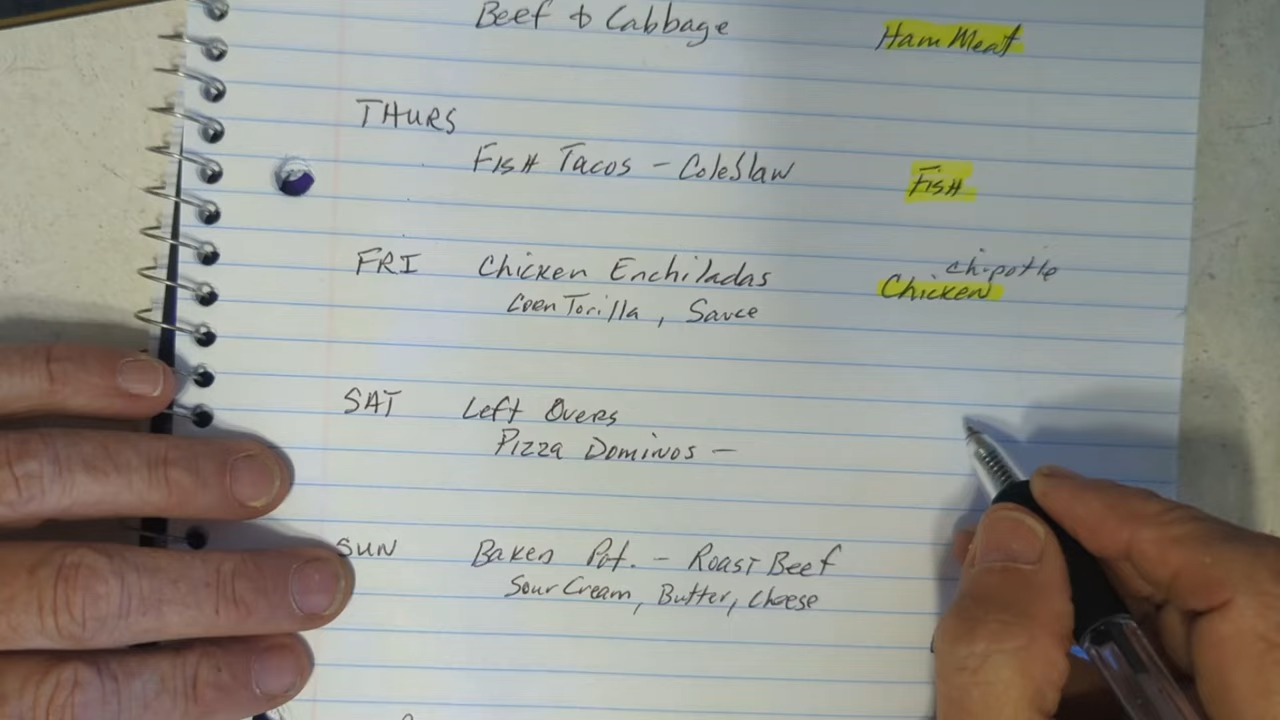 Beef & Cabbage
Ham Meat
THURS
FISH Tacos - ColeSlaw
FISH
FRI Chicken Enchiladas
chipotle
Chicken
Corn Torilla, Sauce
SAT Left Overs
Pizza Dominos -
SUN Baken Pot. - Roast Beef
Sour Cream, Butter, Cheese